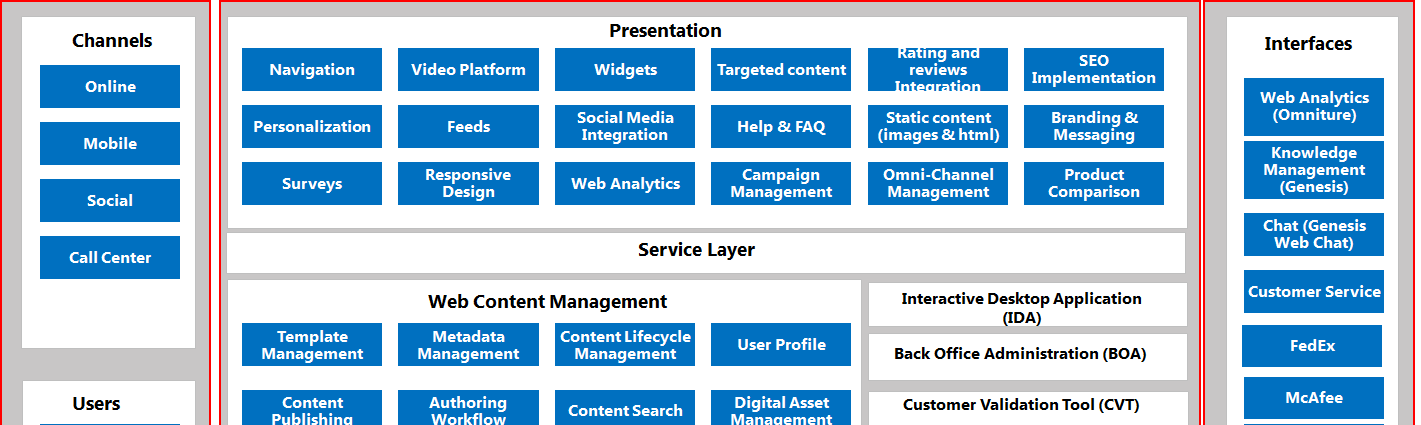 Channels
Online
Mobile
Social
Call Center
Users
Presentation
Navigation
Video Platform
Widgets
Targeted content
Rating and
reviews
Integration
SEO
Implementation
Personalization
Feeds
Social Media
Integration
Help & FAQ
Static content
(images & html)
Branding &
Messaging
Surveys
Responsive
Design
Web Analytics
Campaign
Management
Omni-Channel
Management
Product
Comparison
Service Layer
Web Content Management
Template
Management
Metadata
Management
Content Lifecycle
Management
User Profile
Content
Publishing
Authoring
Workflow
Content Search
Digital Asset
Management
Interactive Desktop Application
(IDA)
Back Office Administration (BOA)
Customer Validation Tool (CVT)
Interfaces
Web Analytics
(Omniture)
Knowledge
Management
(Genesis)
Chat (Genesis
Web Chat)
Customer Service
FedEx
McAfee